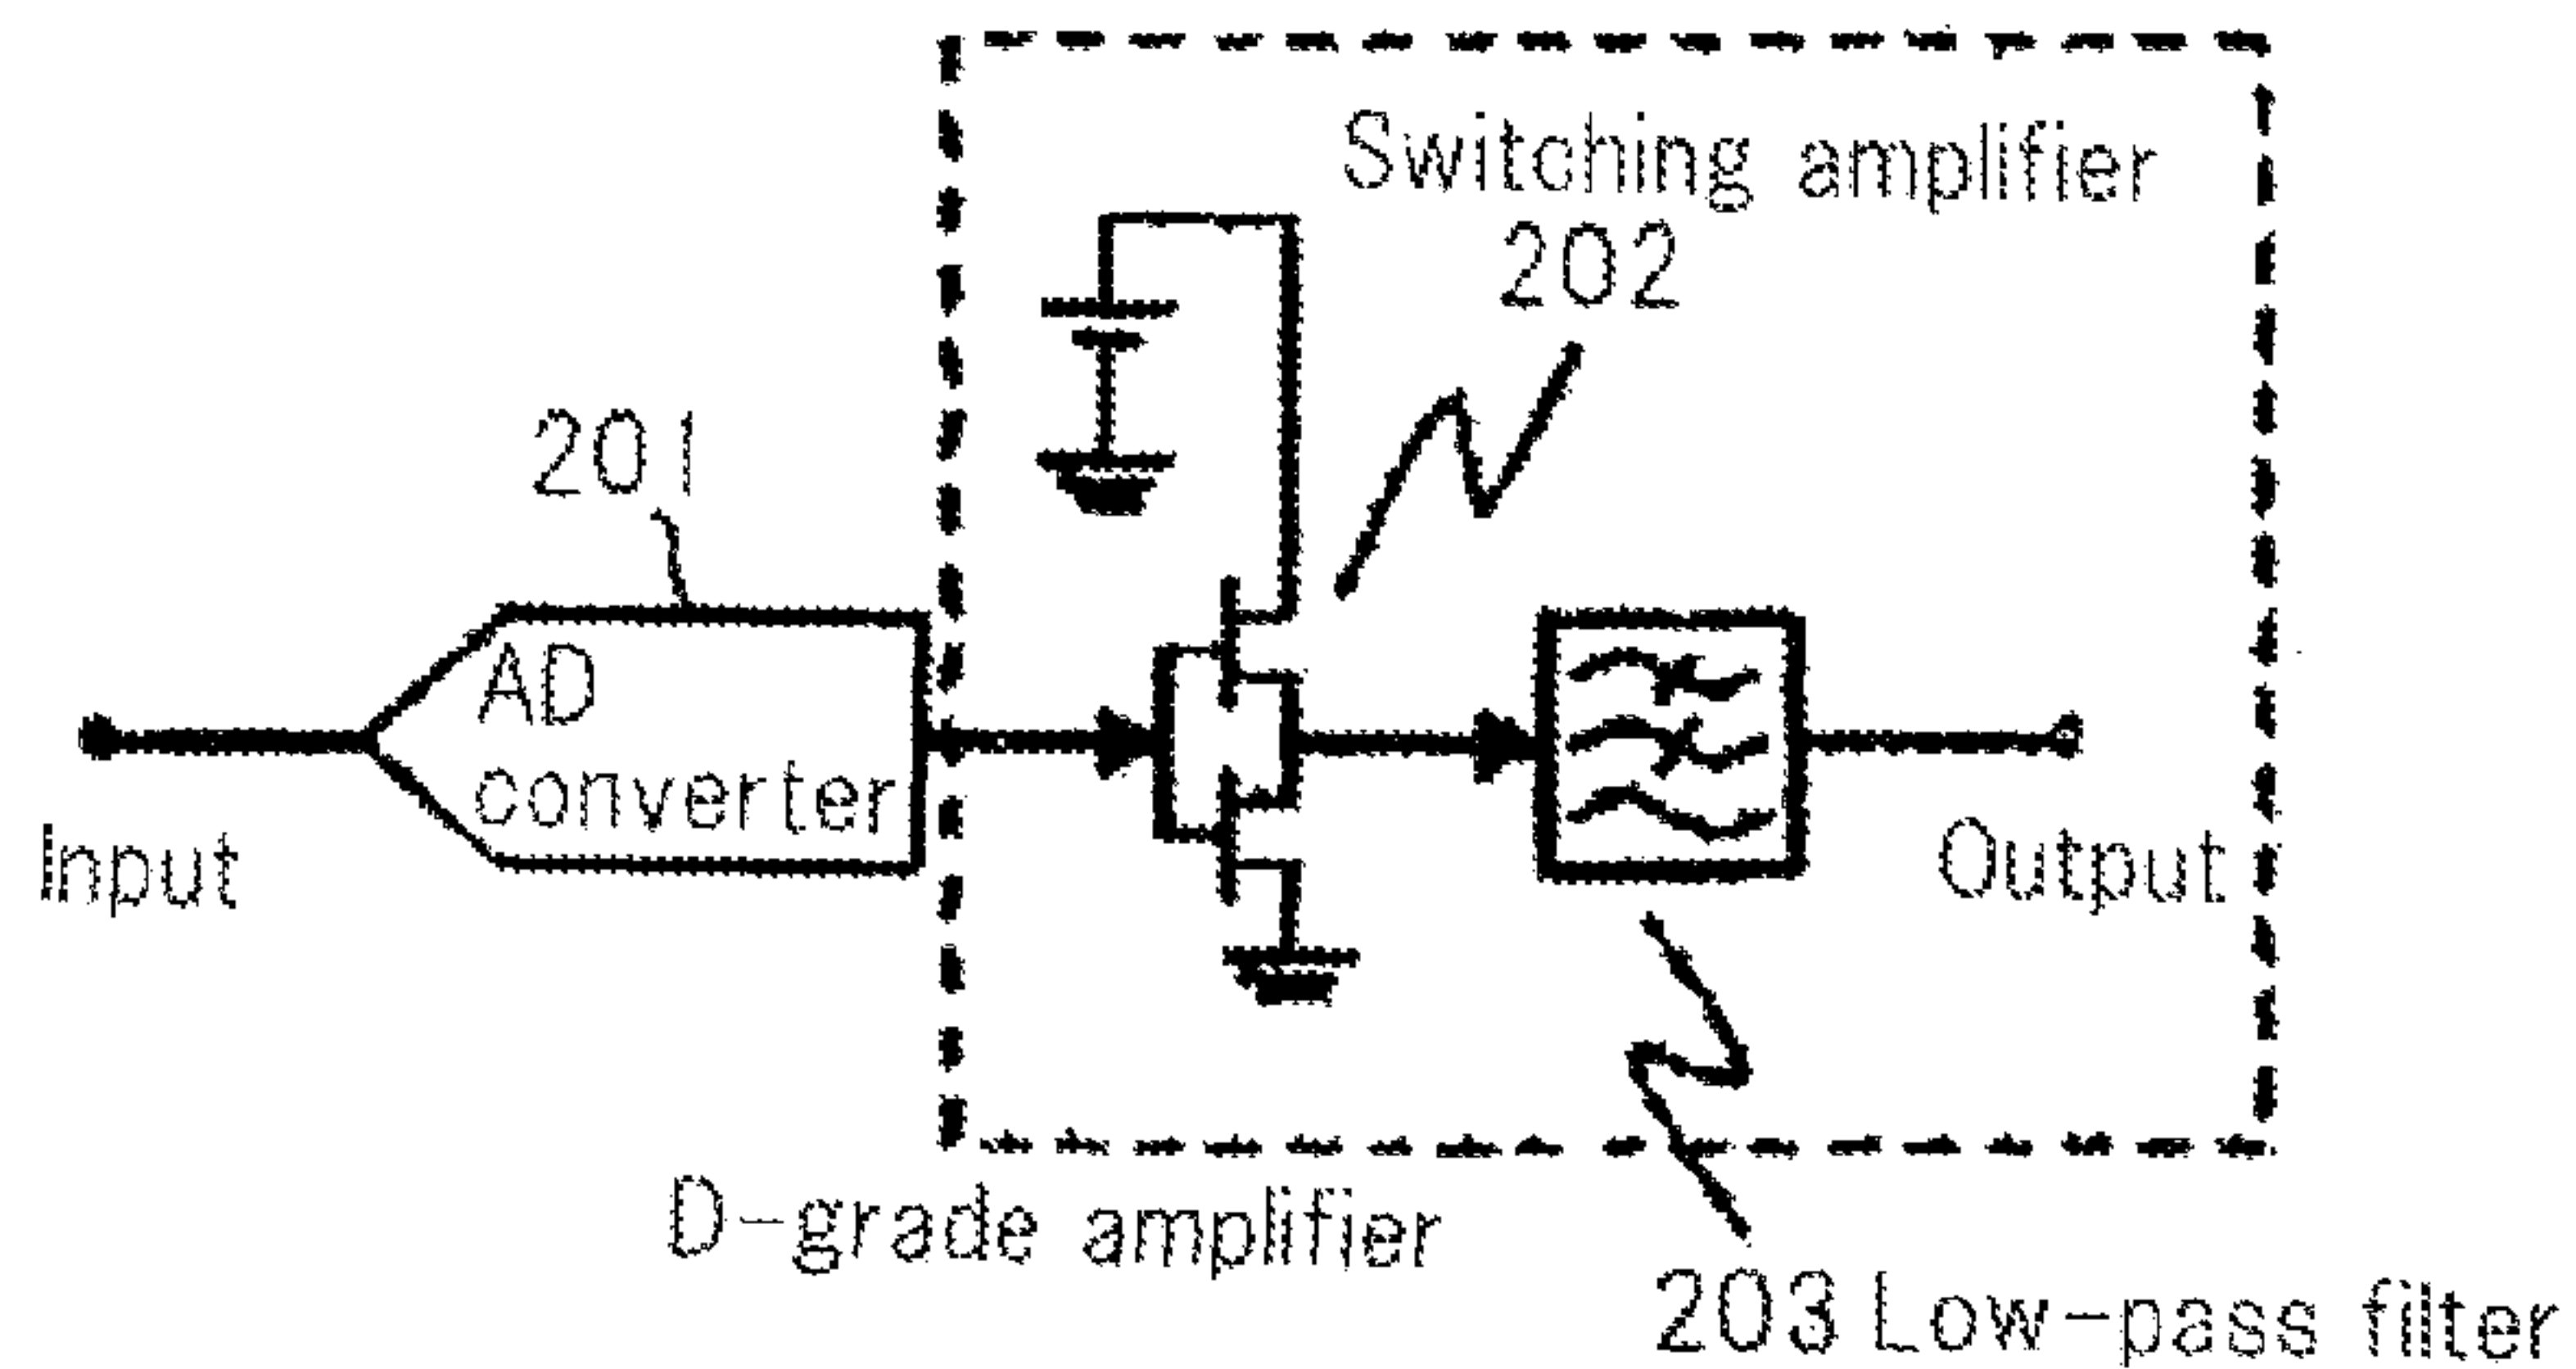 Switching amplifier
202
201
AD
converter
Input
Output
D-grade amplifier
203 Low-pass filter